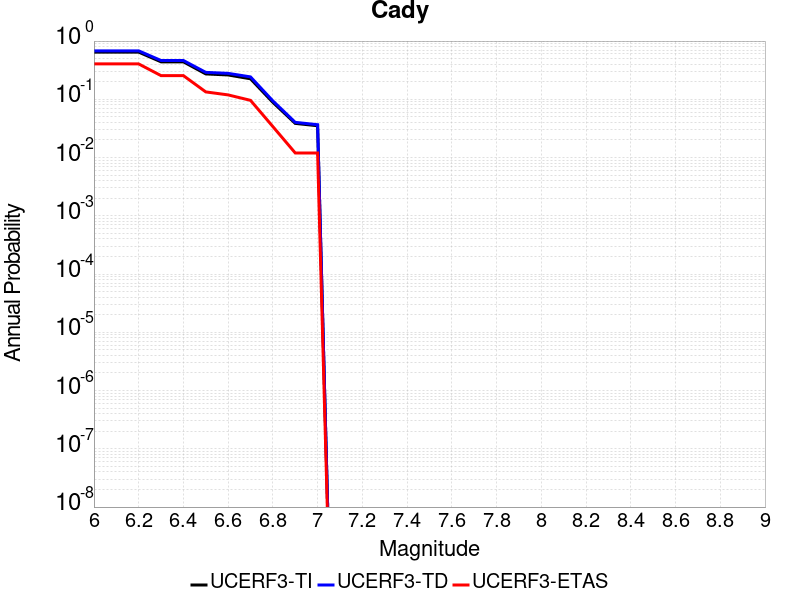 Cady
10^0
10^-1
10^-2
10^-3
10^-4
10^-5
10^-6
10^-7
10^-8
Annual Probability
6 6.2 6.4 6.6 6.8 7 7.2 7.4 7.6 7.8 8 8.2 8.4 8.6 8.8 9
Magnitude
UCERF3-TI UCERF3-TD UCERF3-ETAS